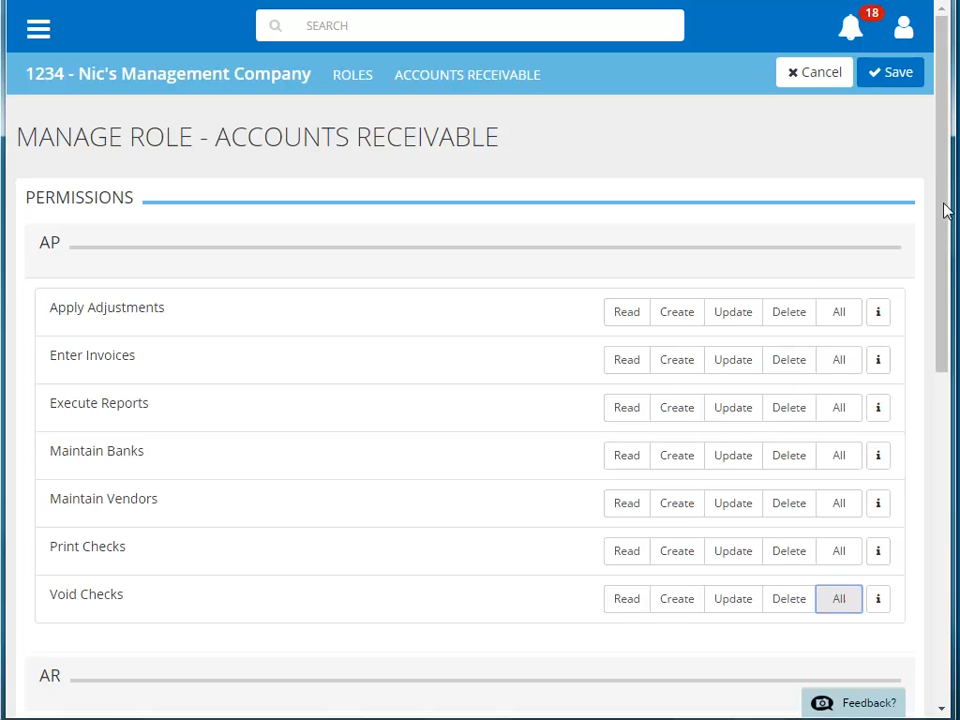 SEARCH
18
1234 - Nic's Management Company ROLES ACCOUNTS RECEIVABLE Cancel Save
MANAGE ROLE - ACCOUNTS RECEIVABLE
PERMISSIONS
AP
Apply Adjustments Read Create Update Delete All i
Enter Invoices Read Create Update Delete All i
Execute Reports Read Create Update Delete All i
Maintain Banks Read Create Update Delete All i
Maintain Vendors Read Create Update Delete All i
Print Checks Read Create Update Delete All i
Void Checks Read Create Update Delete All i
AR
Feedback?